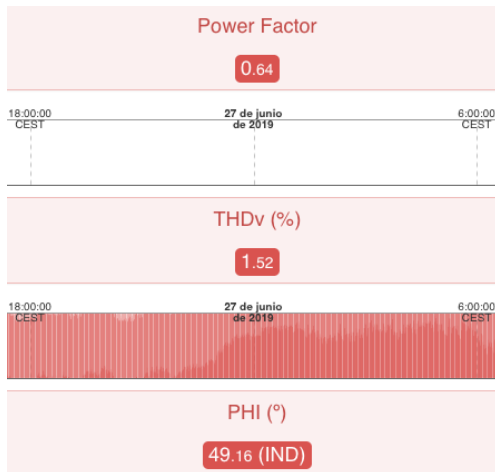 Power Factor
0.64
18:00:00 27 de junio 6:00:00
CEST de 2019 CEST
THDv (%)
1.52
18:00:00 27 de junio 6:00:00
CEST de 2019 CEST
PHI (º)
49.16 (IND)